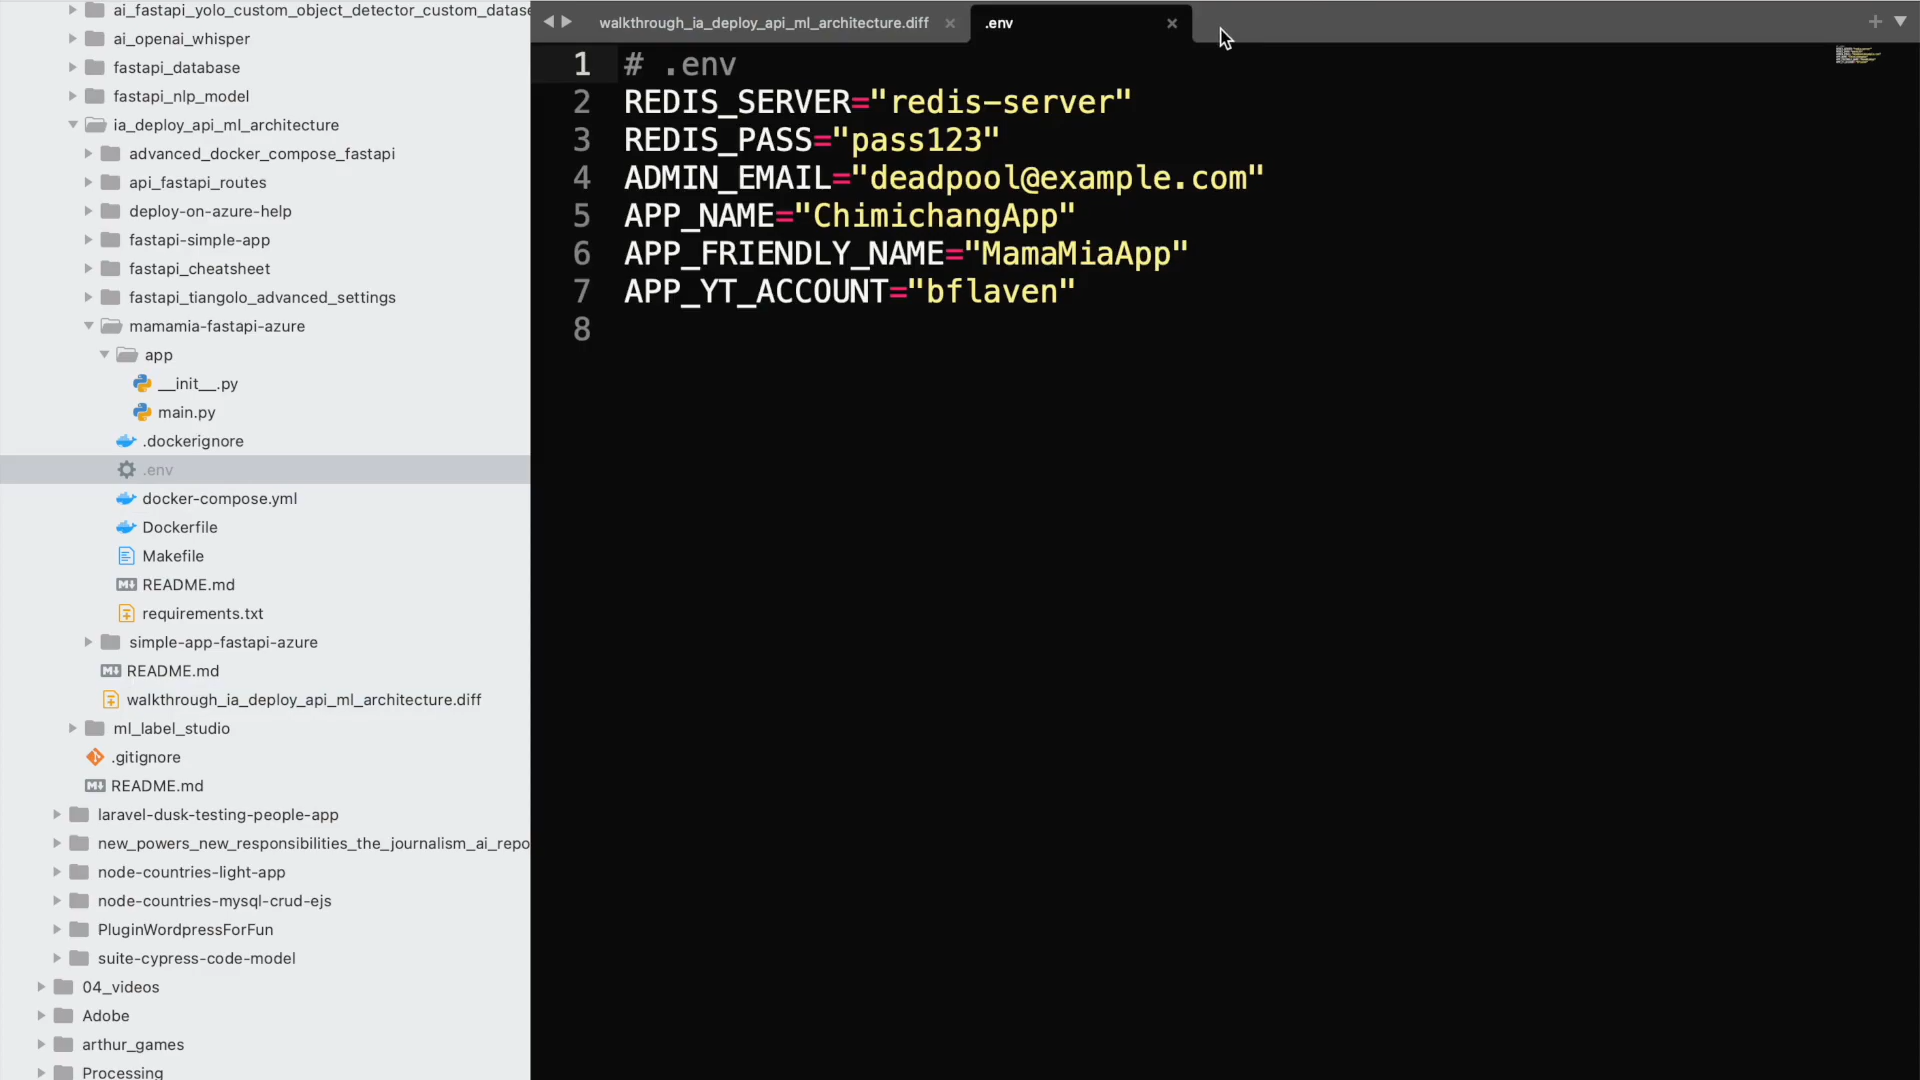 ai_fastapi_yolo_custom_object_detector_custom_datase
ai_openai_whisper
fastapi_database
fastapi_nlp_model
ia_deploy_api_ml_architecture
advanced_docker_compose_fastapi
api_fastapi_routes
deploy-on-azure-help
fastapi-simple-app
fastapi_cheatsheet
fastapi_tiangolo_advanced_settings
mamamia-fastapi-azure
app
__init__.py
main.py
.dockerignore
.env
docker-compose.yml
Dockerfile
Makefile
README.md
requirements.txt
simple-app-fastapi-azure
README.md
walkthrough_ia_deploy_api_ml_architecture.diff
ml_label_studio
.gitignore
README.md
laravel-dusk-testing-people-app
new_powers_new_responsibilities_the_journalism_ai_repo
node-countries-light-app
node-countries-mysql-crud-ejs
PluginWordpressForFun
suite-cypress-code-model
04_videos
Adobe
arthur_games
Processing
walkthrough_ia_deploy_api_ml_architecture.diff
.env
1 # .env
2 REDIS_SERVER="redis-server"
3 REDIS_PASS="pass123"
4 ADMIN_EMAIL="deadpool@example.com"
5 APP_NAME="ChimichangApp"
6 APP_FRIENDLY_NAME="MamaMiaApp"
7 APP_YT_ACCOUNT="bflaven"
8